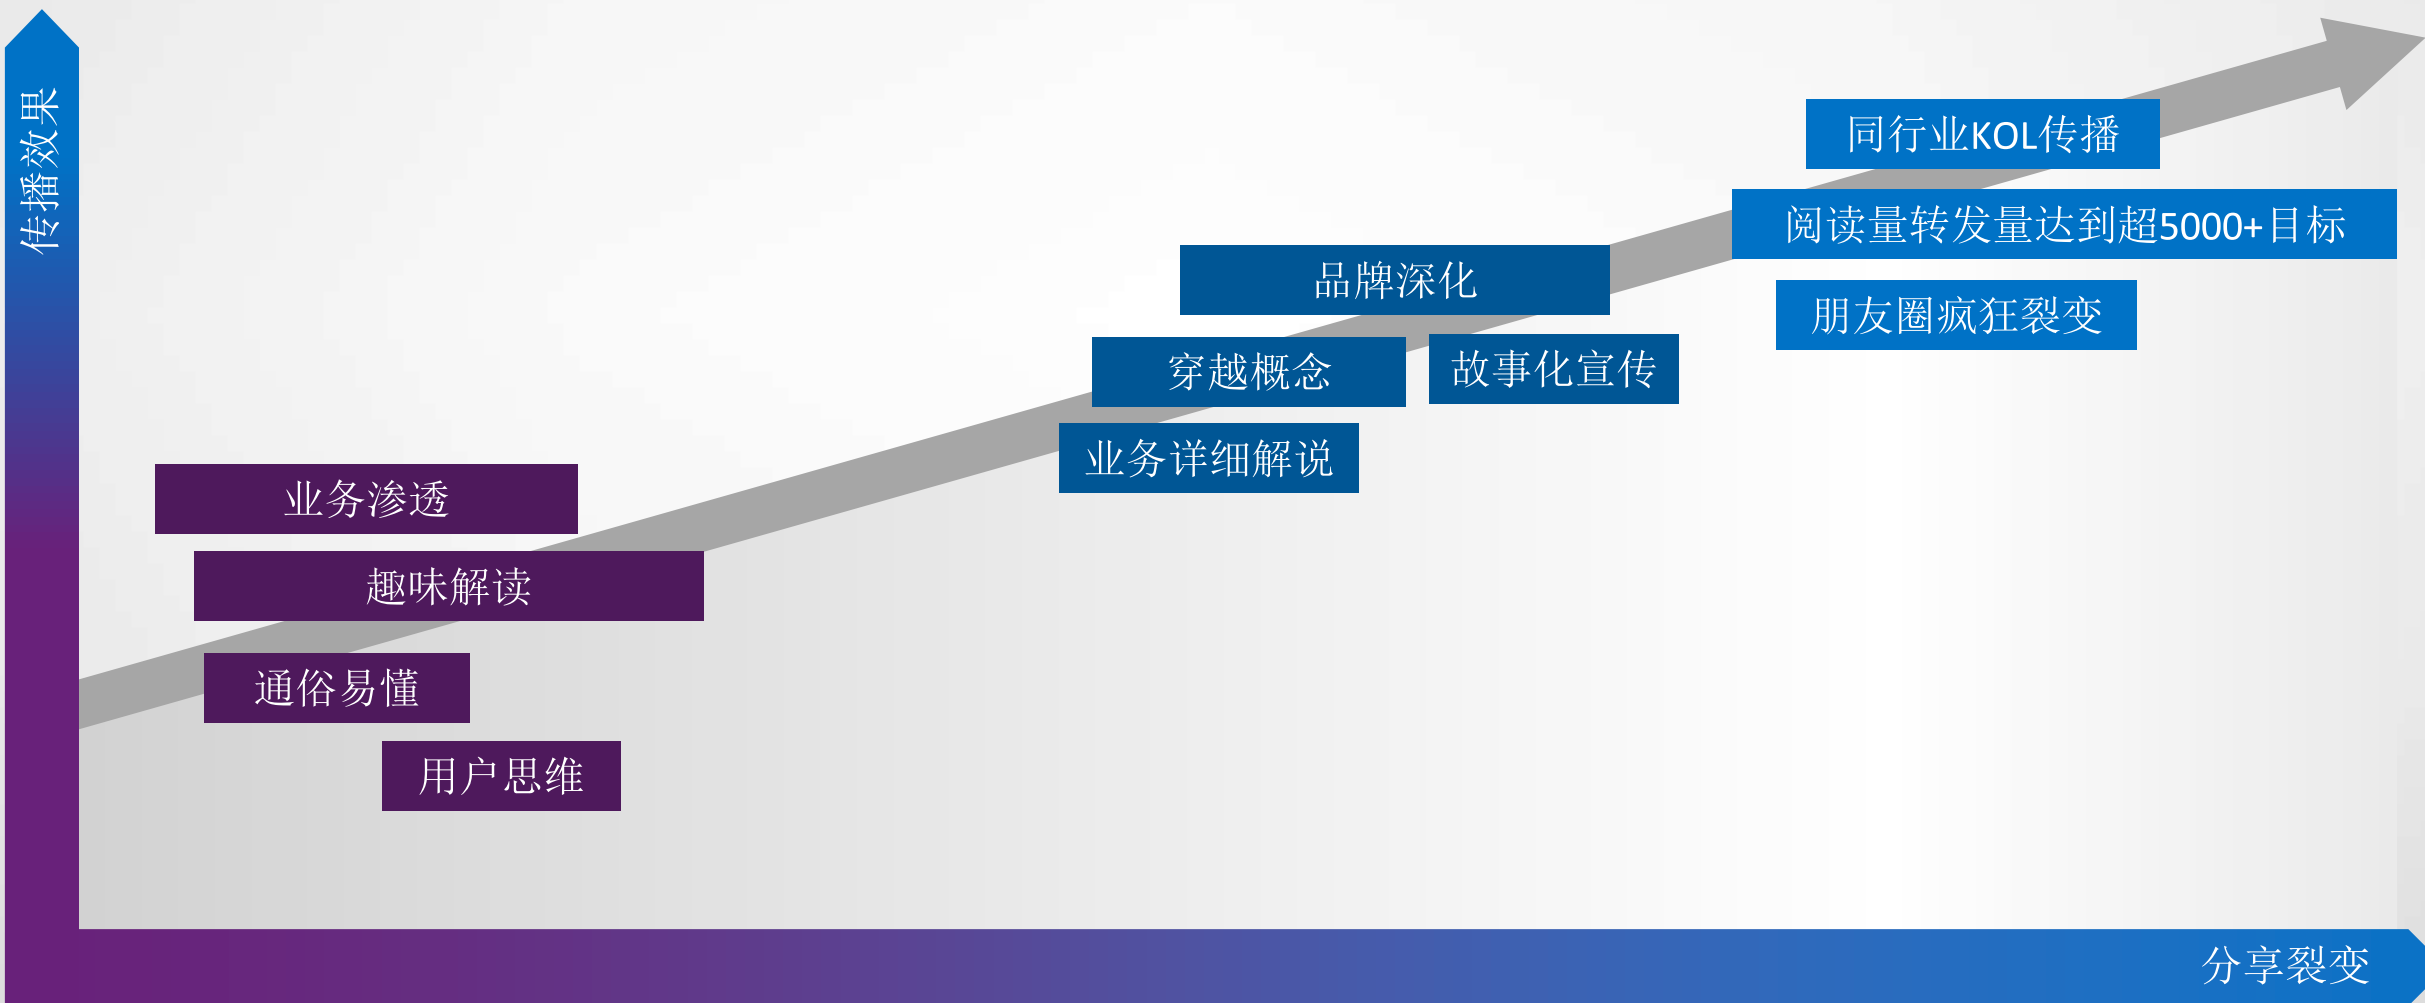 传播效果
同行业KOL传播
阅读量转发量达到超5000+目标
朋友圈疯狂裂变
品牌深化
穿越概念
故事化宣传
业务详细解说
业务渗透
趣味解读
通俗易懂
用户思维
分享裂变